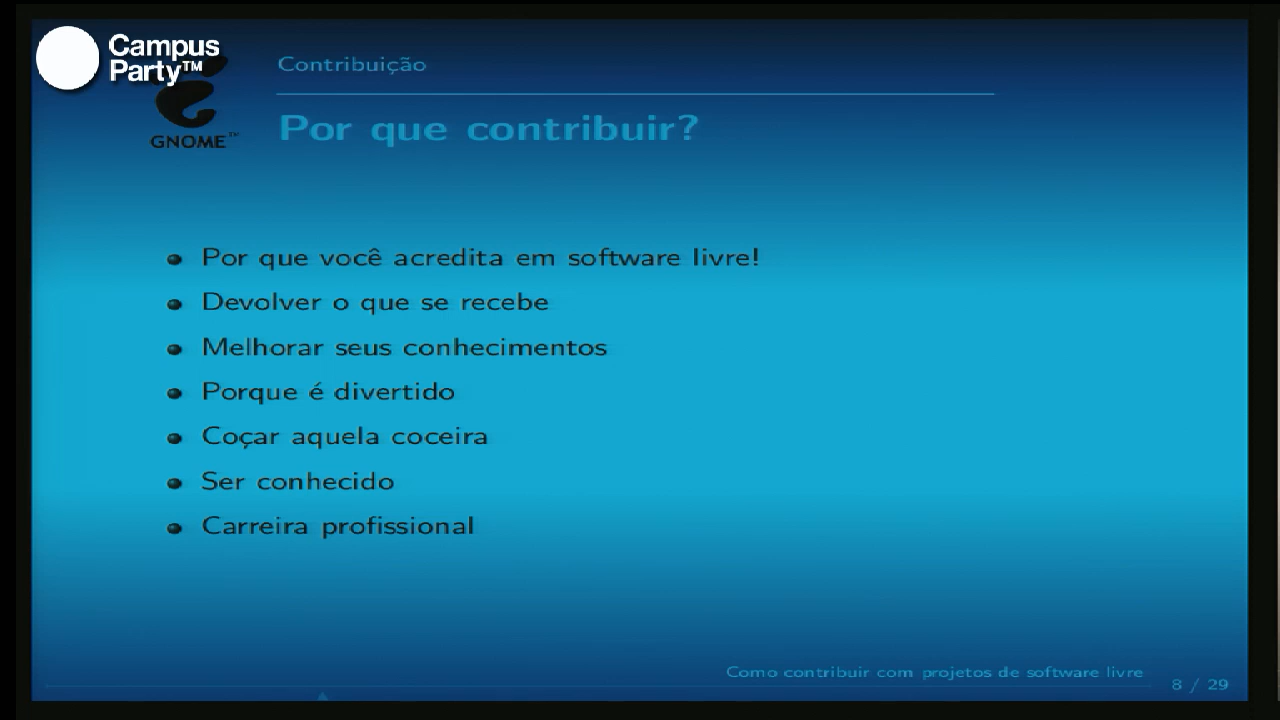 Campus
Party™
GNOME™
Contribuição
Por que contribuir?
Por que você acredita em software livre!
Devolver o que se recebe
Melhorar seus conhecimentos
Porque é divertido
Coçar aquela coceira
Ser conhecido
Carreira profissional
Como contribuir com projetos de software livre
8 / 29